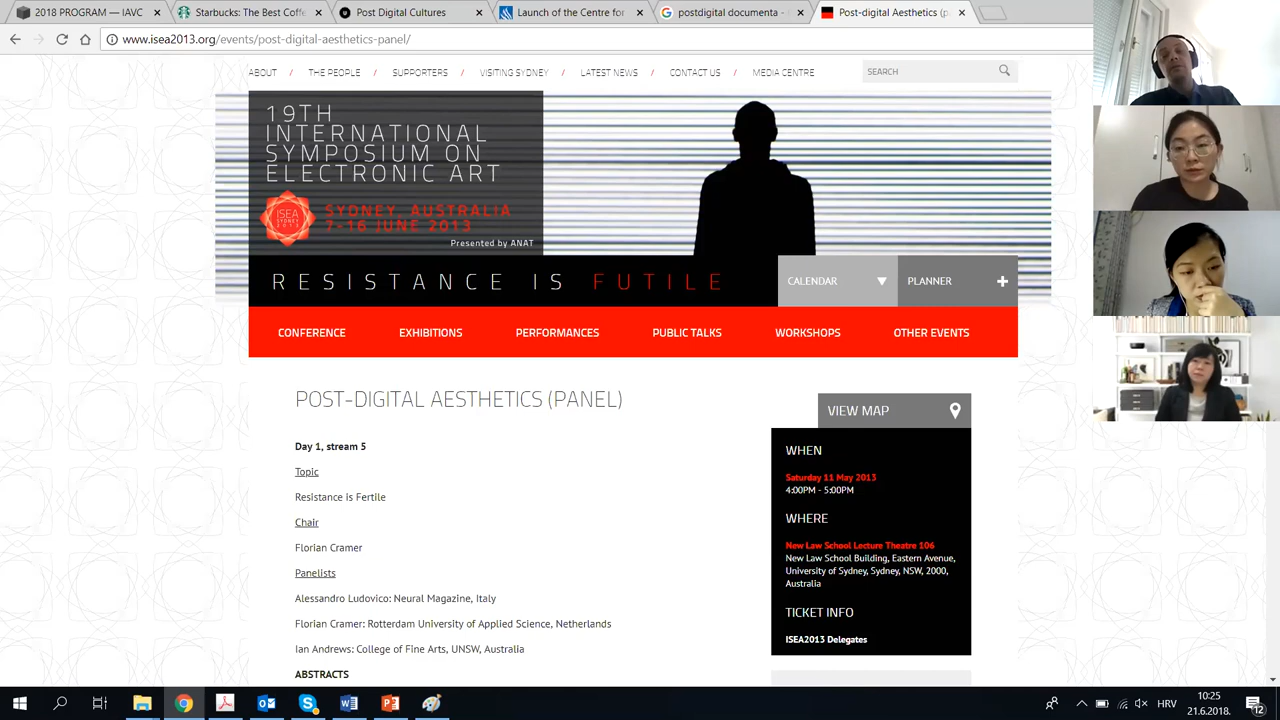 2018 PROGRAM — IAVC
Starbucks: Best Coffe
Post Digital Cultures
Launch of the Centre for
postdigital documenta -
Post-digital Aesthetics (p
www.isea2013.org/events/post-digital-aesthetics-panel/
ABOUT / THE PEOPLE / SUPPORTERS / VISITING SYDNEY / LATEST NEWS / CONTACT US / MEDIA CENTRE
SEARCH
19TH
INTERNATIONAL
SYMPOSIUM ON
ELECTRONIC ART
ISEA
SYDNEY
2013
SYDNEY, AUSTRALIA
7-16 JUNE 2013
Presented by ANAT
RESISTANCE IS FUTILE
CALENDAR
PLANNER
CONFERENCE EXHIBITIONS PERFORMANCES PUBLIC TALKS WORKSHOPS OTHER EVENTS
POST-DIGITAL AESTHETICS (PANEL)
Day 1, stream 5
Topic
Resistance is Fertile
Chair
Florian Cramer
Panelists
Alessandro Ludovico: Neural Magazine, Italy
Florian Cramer: Rotterdam University of Applied Science, Netherlands
Ian Andrews: College of Fine Arts, UNSW, Australia
ABSTRACTS
VIEW MAP
WHEN
Saturday 11 May 2013
4:00PM - 5:00PM
WHERE
New Law School Lecture Theatre 106
New Law School Building, Eastern Avenue,
University of Sydney, Sydney, NSW, 2000,
Australia
TICKET INFO
ISEA2013 Delegates
HRV
10:25
21.6.2018.
12